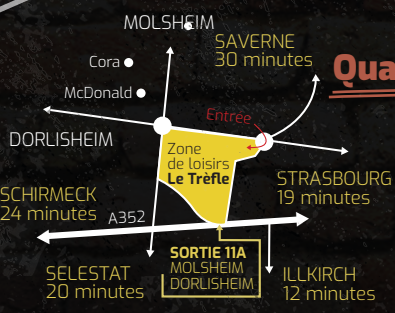 MOLSHEIM
SAVERNE
30 minutes
Cora
Qua
McDonald
Entrée
DORLISHEIM
Zone
de loisirs
Le Trèfle
STRASBOURG
19 minutes
SCHIRMECK
24 minutes
A352
SORTIE 11A
MOLSHEIM
DORLISHEIM
SELESTAT
20 minutes
ILLKIRCH
12 minutes